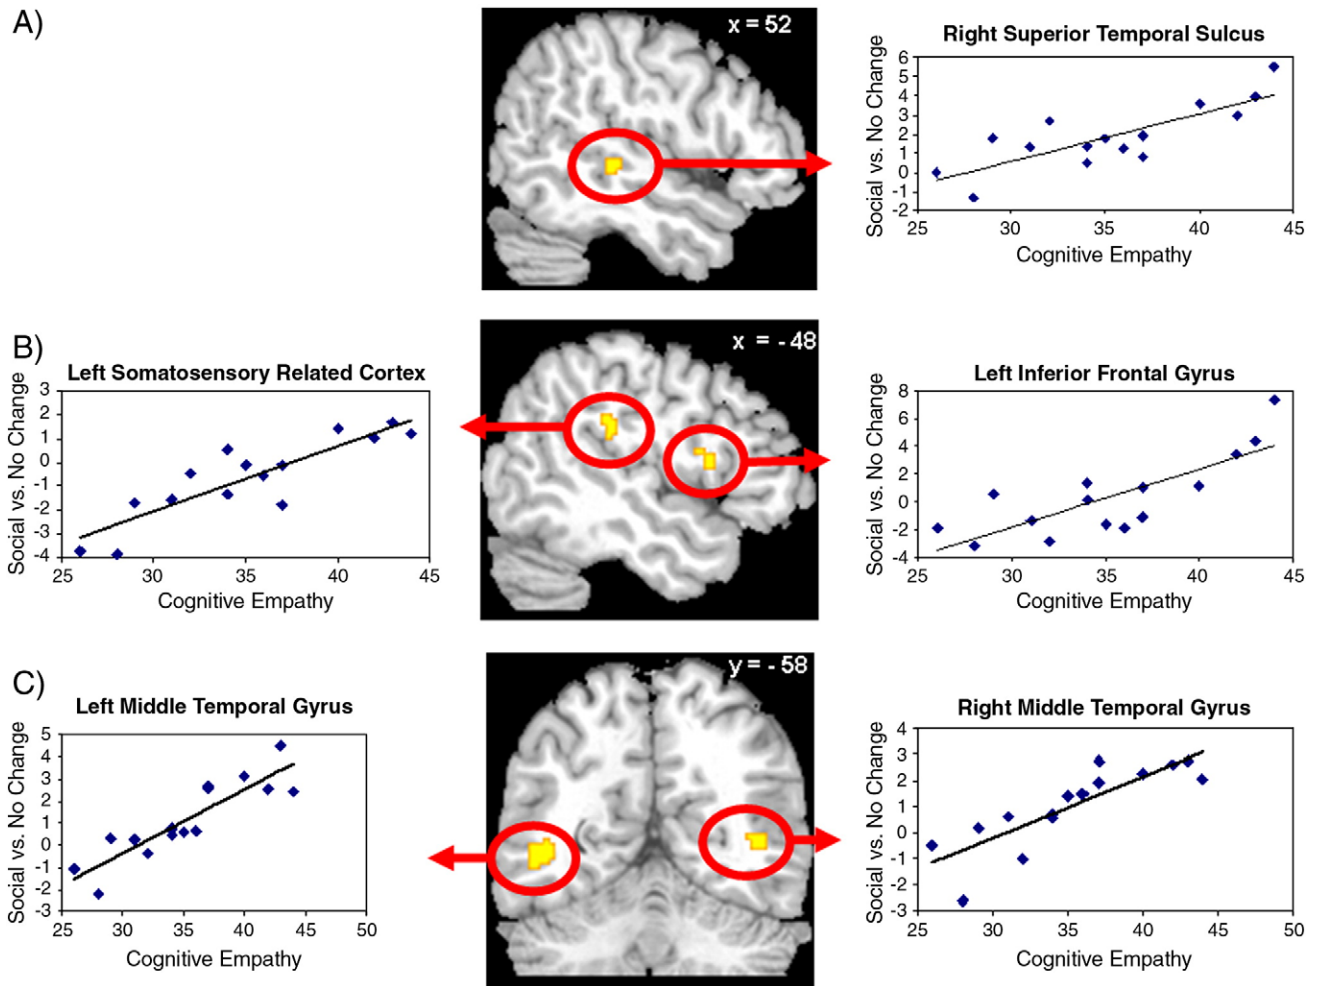 A)
x = 52
Right Superior Temporal Sulcus
Social vs. No Change
6
5
4
3
2
1
0
-1
-2
25 30 35 40 45
Cognitive Empathy
B)
Left Somatosensory Related Cortex
Social vs. No Change
3
2
1
0
-1
-2
-3
-4
25 30 35 40 45
Cognitive Empathy
x = - 48
Left Inferior Frontal Gyrus
Social vs. No Change
8
6
4
2
0
-2
-4
25 30 35 40 45
Cognitive Empathy
C)
Left Middle Temporal Gyrus
Social vs. No Change
5
4
3
2
1
0
-1
-2
-3
25 30 35 40 45 50
Cognitive Empathy
y = - 58
Right Middle Temporal Gyrus
Social vs. No Change
4
3
2
1
0
-1
-2
-3
25 30 35 40 45 50
Cognitive Empathy